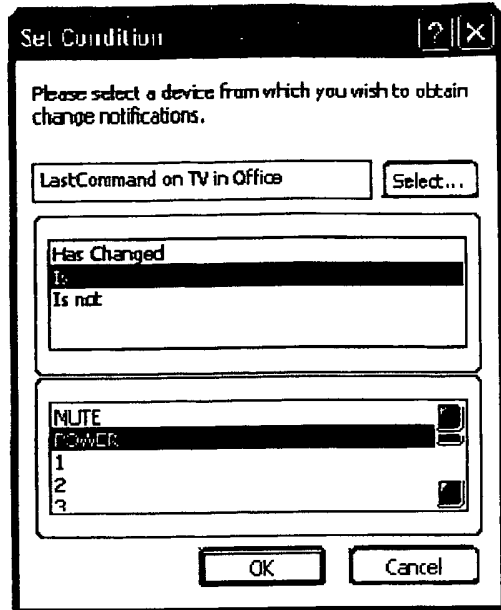 Set Condition
Please select a device from which you wish to obtain
change notifications.
LastCommand on TV in Office
Select...
Has Changed
Is
Is not
MUTE
POWER
1
2
3
OK
Cancel